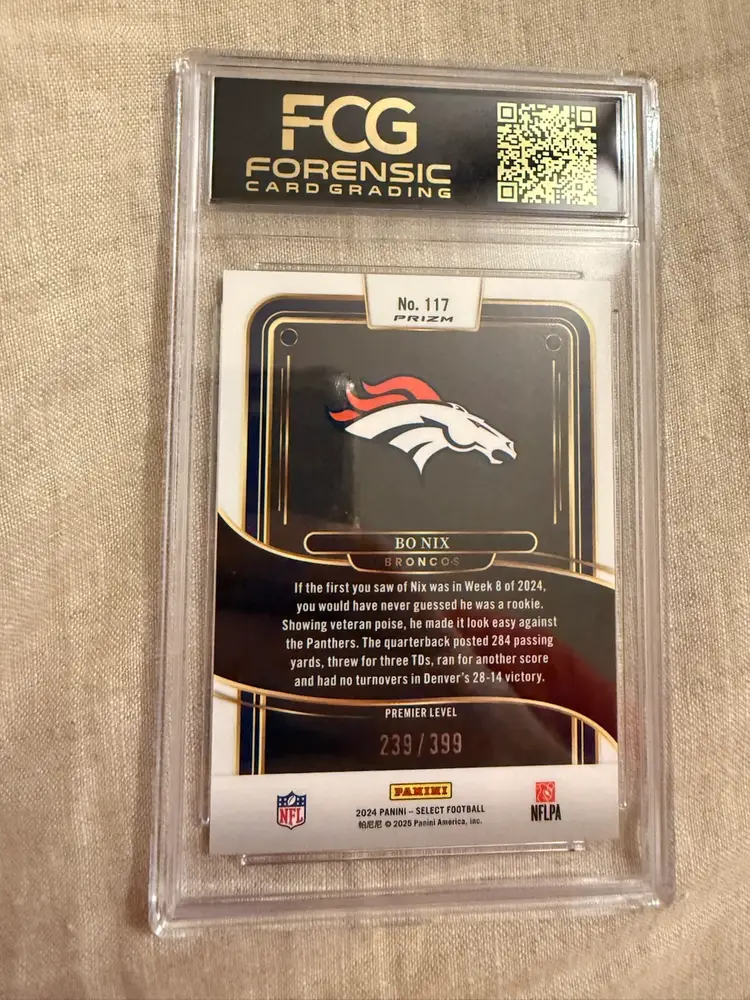 FCG
FORENSIC
CARD GRADING
No. 117
PRIZM
BO NIX
BRONCOS
If the first you saw of Nix was in Week 8 of 2024,
you would have never guessed he was a rookie.
Showing veteran poise, he made it look easy against
the Panthers. The quarterback posted 284 passing
yards, threw for three TDs, ran for another score
and had no turnovers in Denver's 28-14 victory.
PREMIER LEVEL
239/399
PANINI
NFL
2024 PANINI – SELECT FOOTBALL
帕尼尼 © 2025 Panini America, Inc.
NFLPA